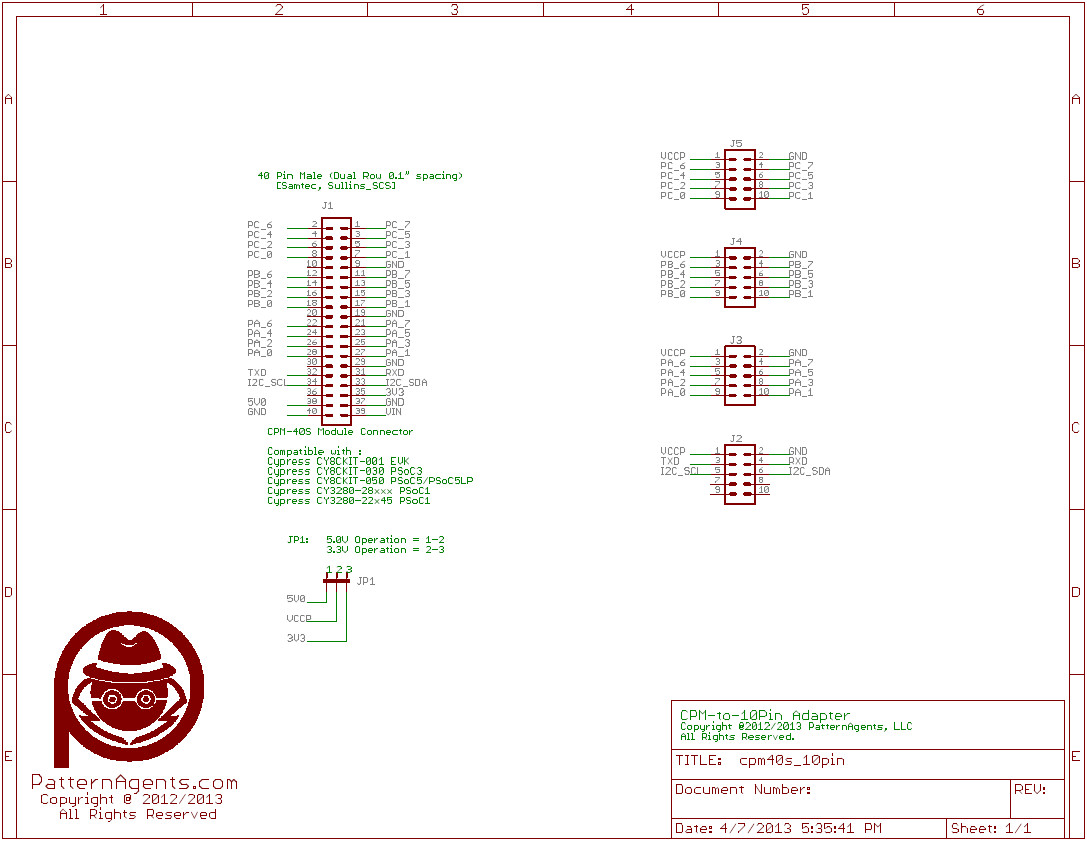 1 2 3 4 5 6
A A
B B
C C
D D
E E
40 Pin Male (Dual Row 0.1" spacing)
[Samtec, Sullins_SCS]
J1
PC_6 2 1 PC_7
PC_4 4 3 PC_5
PC_2 6 5 PC_3
PC_0 8 7 PC_1
10 9 GND
PB_6 12 11 PB_7
PB_4 14 13 PB_5
PB_2 16 15 PB_3
PB_0 18 17 PB_1
20 19 GND
PA_6 22 21 PA_7
PA_4 24 23 PA_5
PA_2 26 25 PA_3
PA_0 28 27 PA_1
30 29 GND
TXD 32 31 RXD
I2C_SCL 34 33 I2C_SDA
36 35 3V3
5V0 38 37 GND
GND 40 39 VIN
CPM-40S Module Connector
Compatible with :
Cypress CY8CKIT-001 EVK
Cypress CY8CKIT-030 PSoC3
Cypress CY8CKIT-050 PSoC5/PSoC5LP
Cypress CY3280-28xxx PSoC1
Cypress CY3280-22x45 PSoC1
JP1: 5.0V Operation = 1-2
3.3V Operation = 2-3
1 2 3
JP1
5V0
VCCP
3V3
J5
VCCP 1 2 GND
PC_6 3 4 PC_7
PC_4 5 6 PC_5
PC_2 7 8 PC_3
PC_0 9 10 PC_1
J4
VCCP 1 2 GND
PB_6 3 4 PB_7
PB_4 5 6 PB_5
PB_2 7 8 PB_3
PB_0 9 10 PB_1
J3
VCCP 1 2 GND
PA_6 3 4 PA_7
PA_4 5 6 PA_5
PA_2 7 8 PA_3
PA_0 9 10 PA_1
J2
VCCP 1 2 GND
TXD 3 4 RXD
I2C_SCL 5 6 I2C_SDA
7 8
9 10
PatternAgents.com
Copyright @ 2012/2013
All Rights Reserved
CPM-to-10Pin Adapter
Copyright @2012/2013 PatternAgents, LLC
All Rights Reserved.
TITLE: cpm40s_10pin
Document Number:
REV:
Date: 4/7/2013 5:35:41 PM
Sheet: 1/1